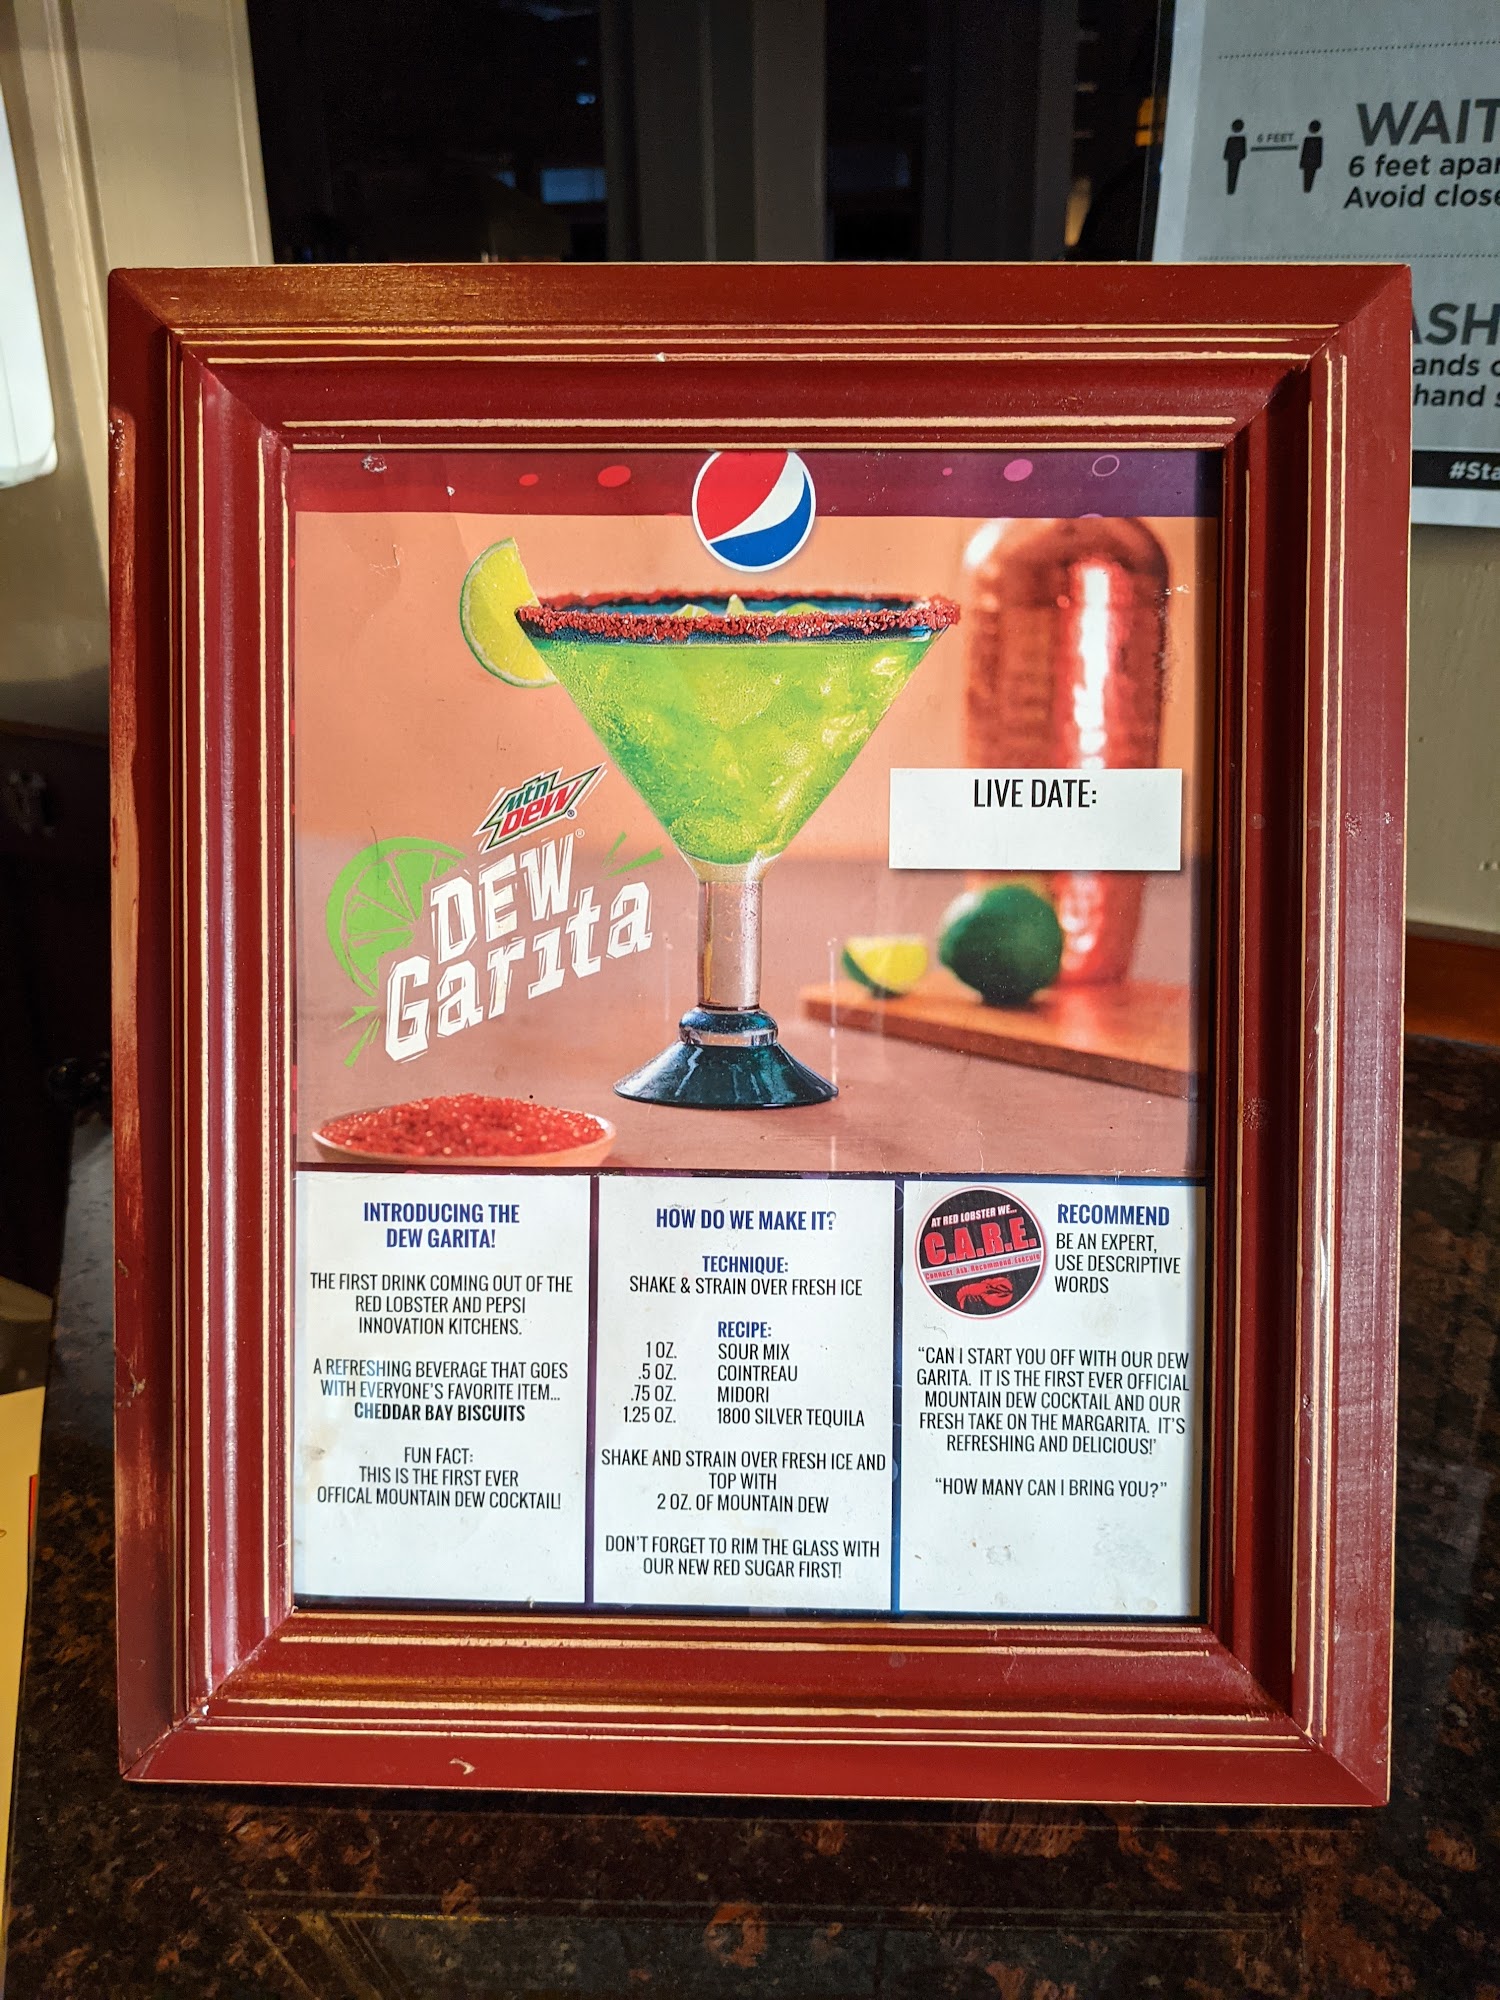 6 FEET
WAIT
6 feet apar
Avoid close
ASH
ands
hand
#Sta
mtn
DEW®
DEW®
Garita
LIVE DATE:
INTRODUCING THE
DEW GARITA!
THE FIRST DRINK COMING OUT OF THE
RED LOBSTER AND PEPSI
INNOVATION KITCHENS.
A REFRESHING BEVERAGE THAT GOES
WITH EVERYONE'S FAVORITE ITEM...
CHEDDAR BAY BISCUITS
FUN FACT:
THIS IS THE FIRST EVER
OFFICAL MOUNTAIN DEW COCKTAIL!
HOW DO WE MAKE IT?
TECHNIQUE:
SHAKE & STRAIN OVER FRESH ICE
RECIPE:
1 OZ. SOUR MIX
.5 OZ. COINTREAU
.75 OZ. MIDORI
1.25 OZ. 1800 SILVER TEQUILA
SHAKE AND STRAIN OVER FRESH ICE AND
TOP WITH
2 OZ. OF MOUNTAIN DEW
DON'T FORGET TO RIM THE GLASS WITH
OUR NEW RED SUGAR FIRST!
AT RED LOBSTER WE...
C.A.R.E.
Connect. Ask. Recommend. Execute
RECOMMEND
BE AN EXPERT,
USE DESCRIPTIVE
WORDS
"CAN I START YOU OFF WITH OUR DEW
GARITA. IT IS THE FIRST EVER OFFICIAL
MOUNTAIN DEW COCKTAIL AND OUR
FRESH TAKE ON THE MARGARITA. IT'S
REFRESHING AND DELICIOUS!"
"HOW MANY CAN I BRING YOU?"